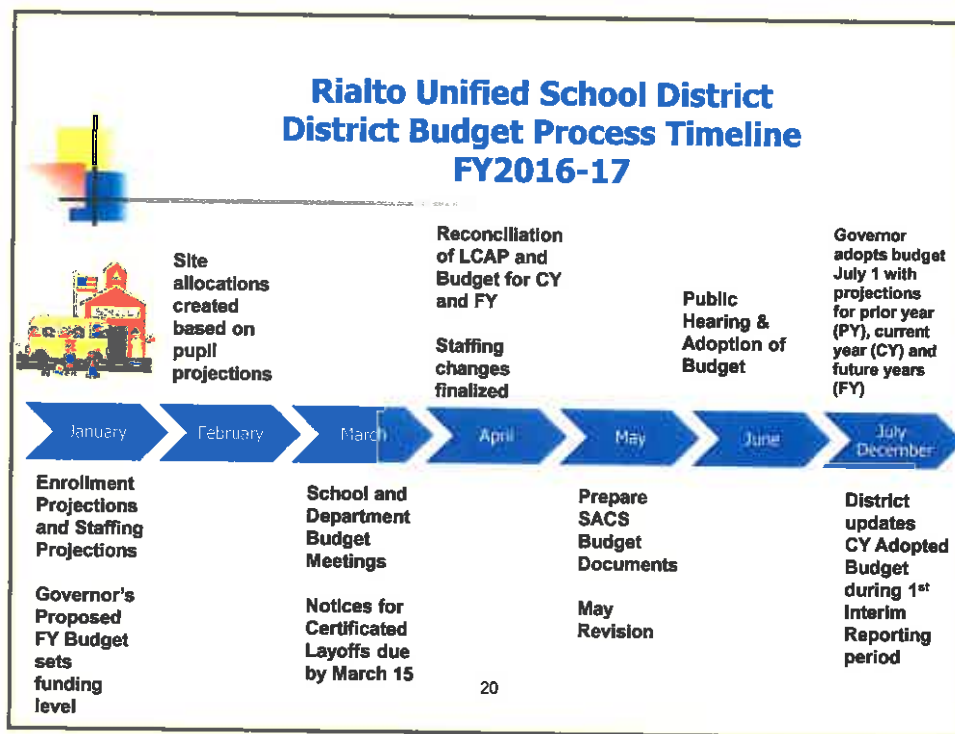 Rialto Unified School District
District Budget Process Timeline
FY2016-17
Site
allocations
created
based on
pupil
projections
Reconciliation
of LCAP and
Budget for CY
and FY
Staffing
changes
finalized
Public
Hearing &
Adoption of
Budget
Governor
adopts budget
July 1 with
projections
for prior year
(PY), current
year (CY) and
future years
(FY)
January
February
March
April
May
June
July
December
Enrollment
Projections
and Staffing
Projections
Governor's
Proposed
FY Budget
sets
funding
level
School and
Department
Budget
Meetings
Notices for
Certificated
Layoffs due
by March 15
Prepare
SACS
Budget
Documents
May
Revision
District
updates
CY Adopted
Budget
during 1st
Interim
Reporting
period
20